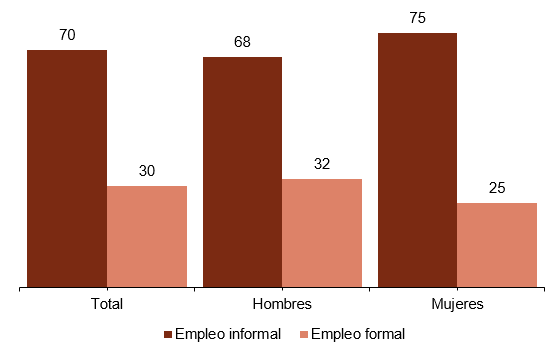 70
30
68
32
75
25
Total
Hombres
Mujeres
Empleo informal
Empleo formal